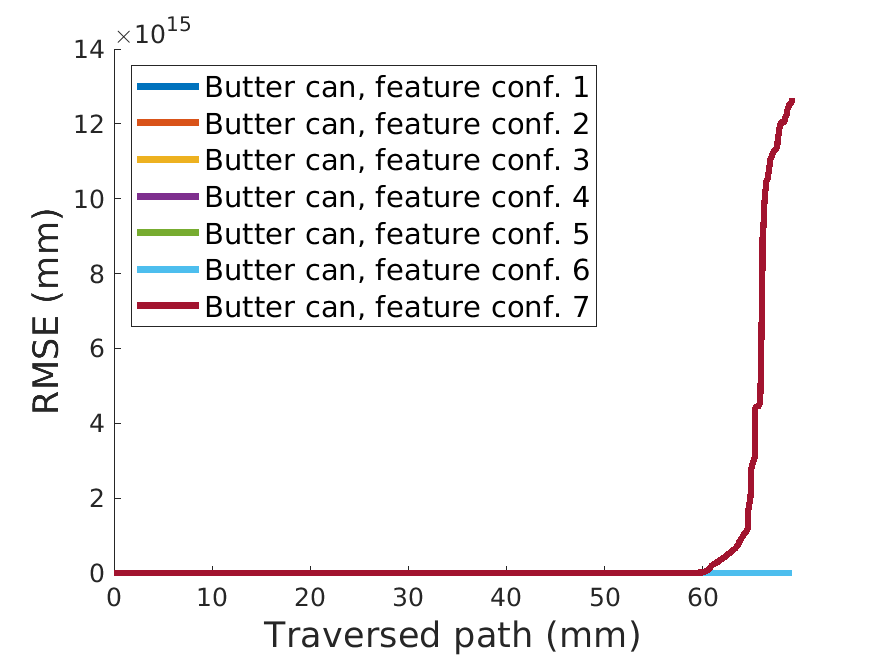 ×10^15
14
12
10
8
6
4
2
0
RMSE (mm)
Butter can, feature conf. 1
Butter can, feature conf. 2
Butter can, feature conf. 3
Butter can, feature conf. 4
Butter can, feature conf. 5
Butter can, feature conf. 6
Butter can, feature conf. 7
0 10 20 30 40 50 60
Traversed path (mm)